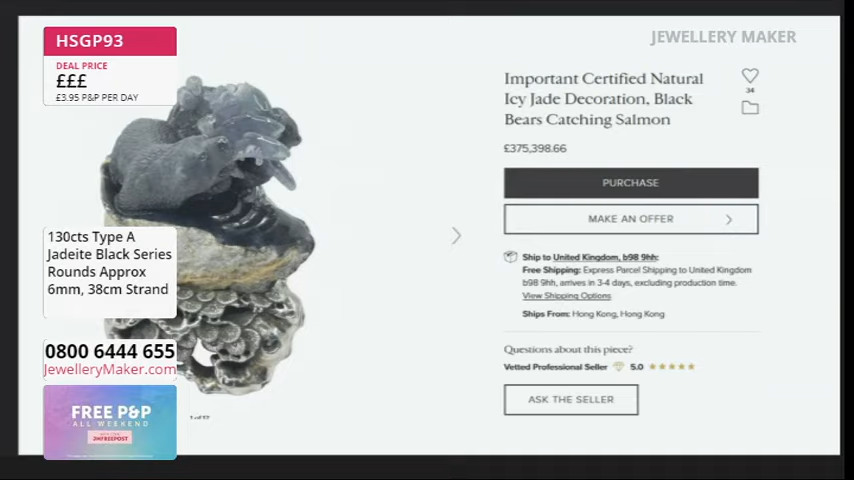 HSGP93
DEAL PRICE
£££
£3.95 P&P PER DAY
JEWELLERY MAKER
Important Certified Natural
Icy Jade Decoration, Black
Bears Catching Salmon
34
£375,398.66
PURCHASE
MAKE AN OFFER
Ship to United Kingdom, b98 9hh:
Free Shipping: Express Parcel Shipping to United Kingdom
b98 9hh, arrives in 3-4 days, excluding production time.
View Shipping Options
Ships From: Hong Kong, Hong Kong
Questions about this piece?
Vetted Professional Seller 5.0
ASK THE SELLER
130cts Type A
Jadeite Black Series
Rounds Approx
6mm, 38cm Strand
0800 6444 655
JewelleryMaker.com
FREE P&P
ALL WEEKEND
JMFREEPOST